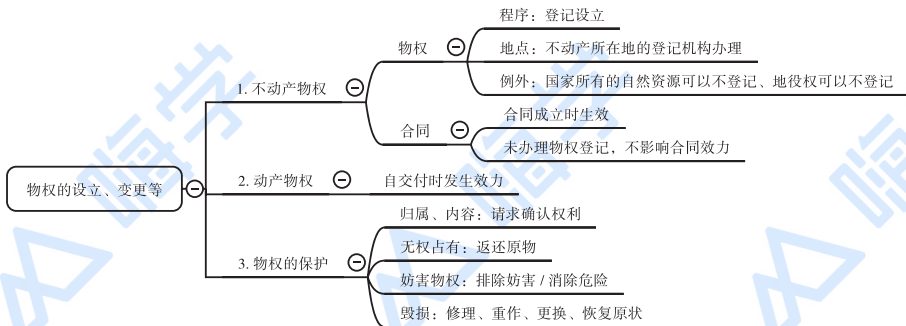 物权的设立、变更等
1. 不动产物权
物权
程序：登记设立
地点：不动产所在地的登记机构办理
例外：国家所有的自然资源可以不登记、地役权可以不登记
合同
合同成立时生效
未办理物权登记，不影响合同效力
2. 动产物权
自交付时发生效力
3. 物权的保护
归属、内容：请求确认权利
无权占有：返还原物
妨害物权：排除妨害 / 消除危险
毁损：修理、重作、更换、恢复原状
嗨学
嗨学
嗨学